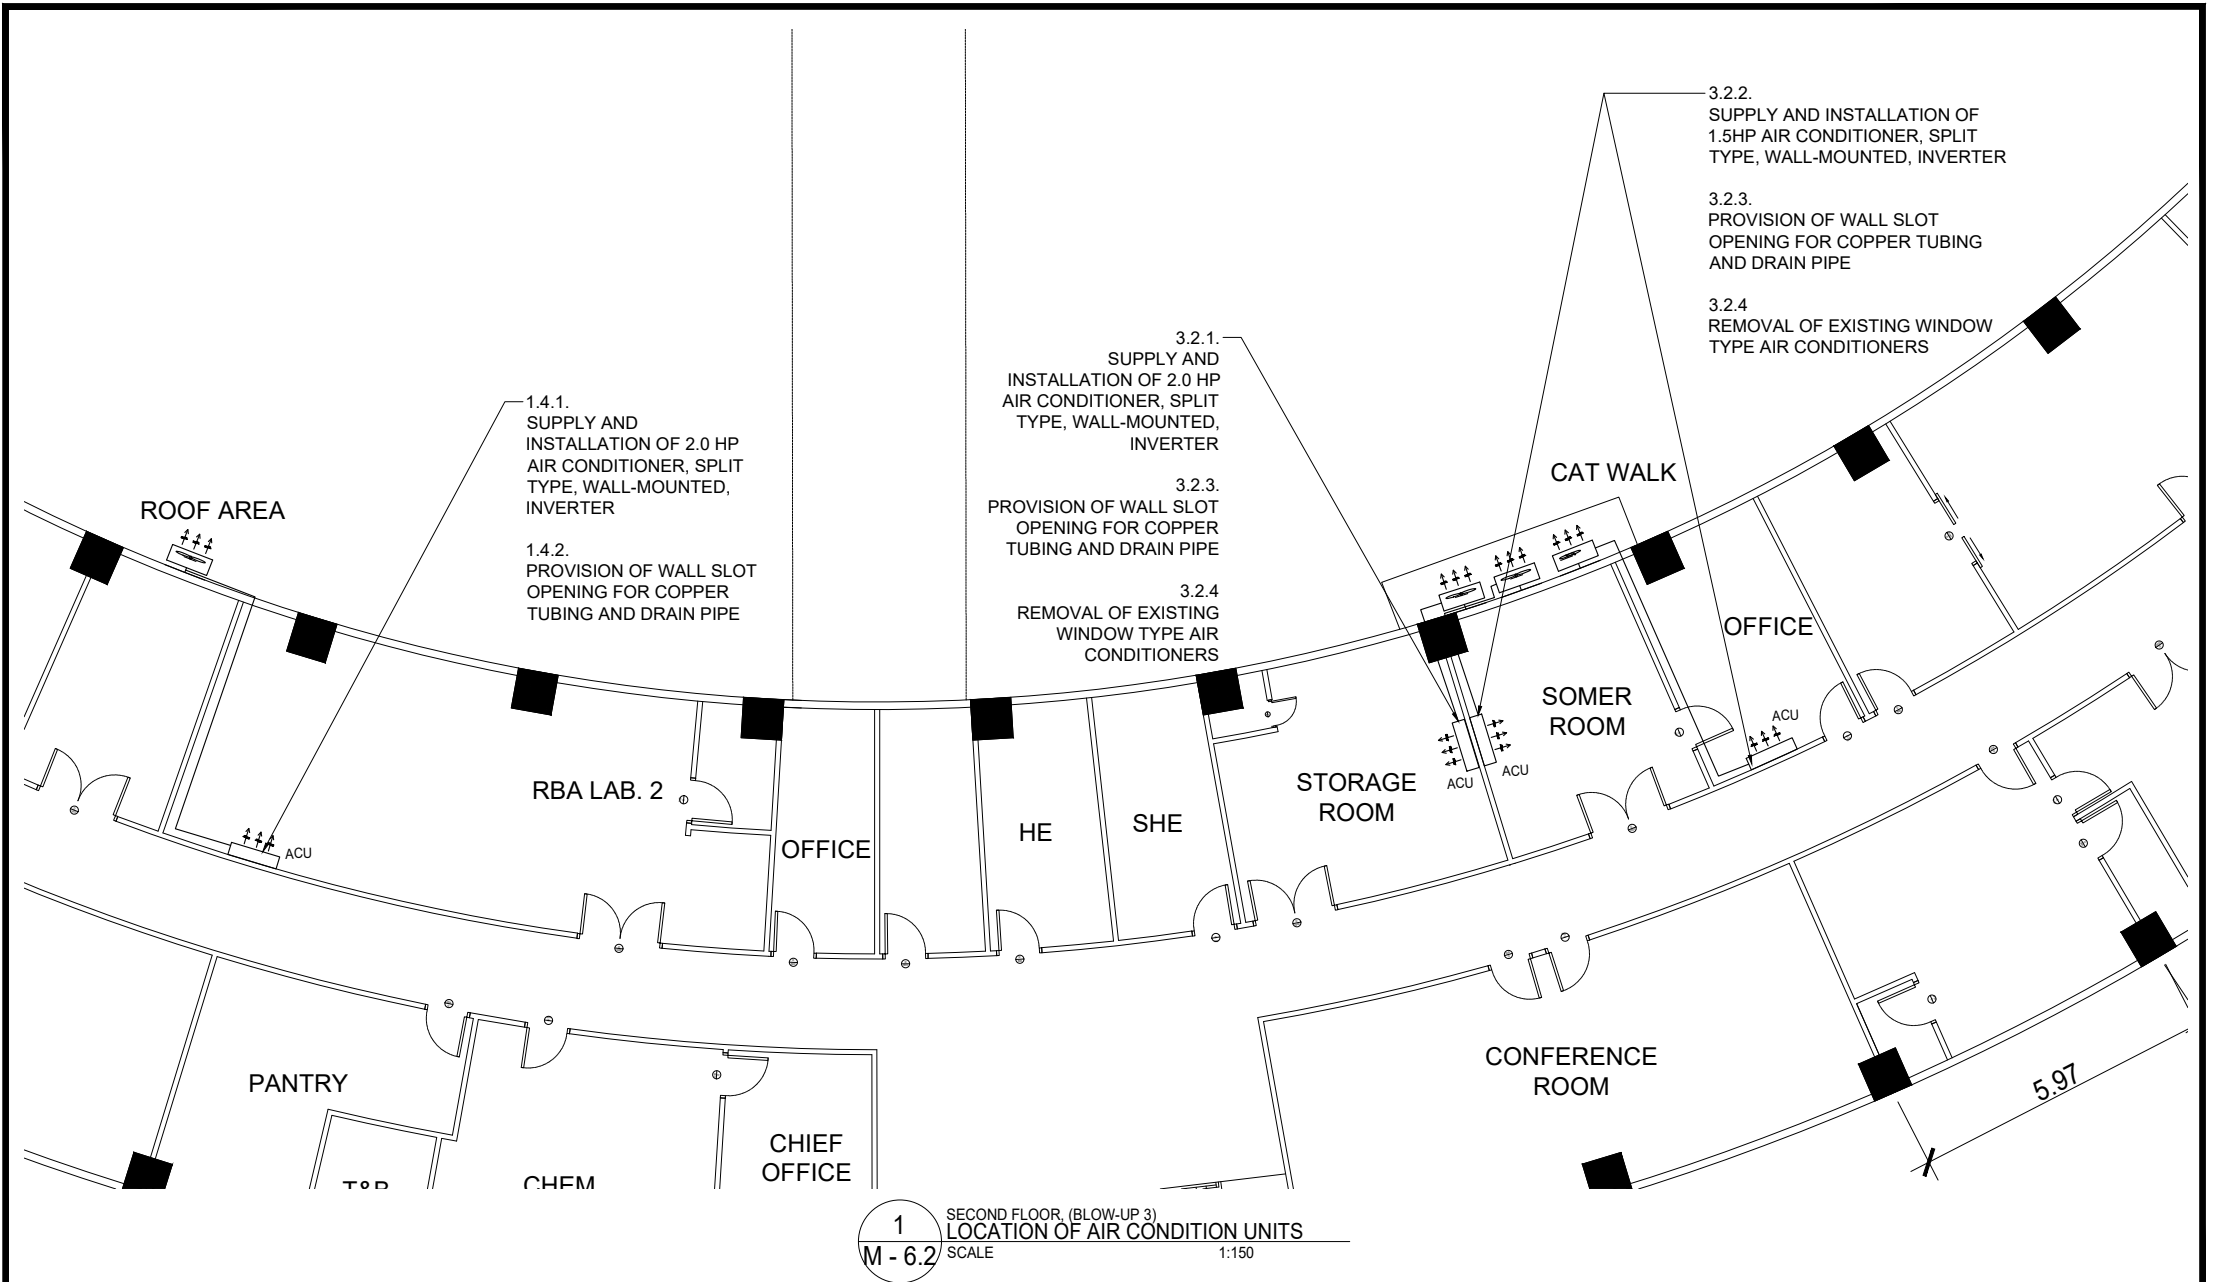 3.2.2.
SUPPLY AND INSTALLATION OF
1.5HP AIR CONDITIONER, SPLIT
TYPE, WALL-MOUNTED, INVERTER
3.2.3.
PROVISION OF WALL SLOT
OPENING FOR COPPER TUBING
AND DRAIN PIPE
3.2.4
REMOVAL OF EXISTING WINDOW
TYPE AIR CONDITIONERS
3.2.1.
SUPPLY AND
INSTALLATION OF 2.0 HP
AIR CONDITIONER, SPLIT
TYPE, WALL-MOUNTED,
INVERTER
3.2.3.
PROVISION OF WALL SLOT
OPENING FOR COPPER
TUBING AND DRAIN PIPE
3.2.4
REMOVAL OF EXISTING
WINDOW TYPE AIR
CONDITIONERS
1.4.1.
SUPPLY AND
INSTALLATION OF 2.0 HP
AIR CONDITIONER, SPLIT
TYPE, WALL-MOUNTED,
INVERTER
1.4.2.
PROVISION OF WALL SLOT
OPENING FOR COPPER
TUBING AND DRAIN PIPE
ROOF AREA
CAT WALK
OFFICE
SOMER
ROOM
ACU
ACU
ACU
STORAGE
ROOM
RBA LAB. 2
ACU
OFFICE
HE
SHE
PANTRY
CHIEF
OFFICE
CONFERENCE
ROOM
5.97
T&B
CHEM
1
M - 6.2
SECOND FLOOR, (BLOW-UP 3)
LOCATION OF AIR CONDITION UNITS
SCALE 1:150